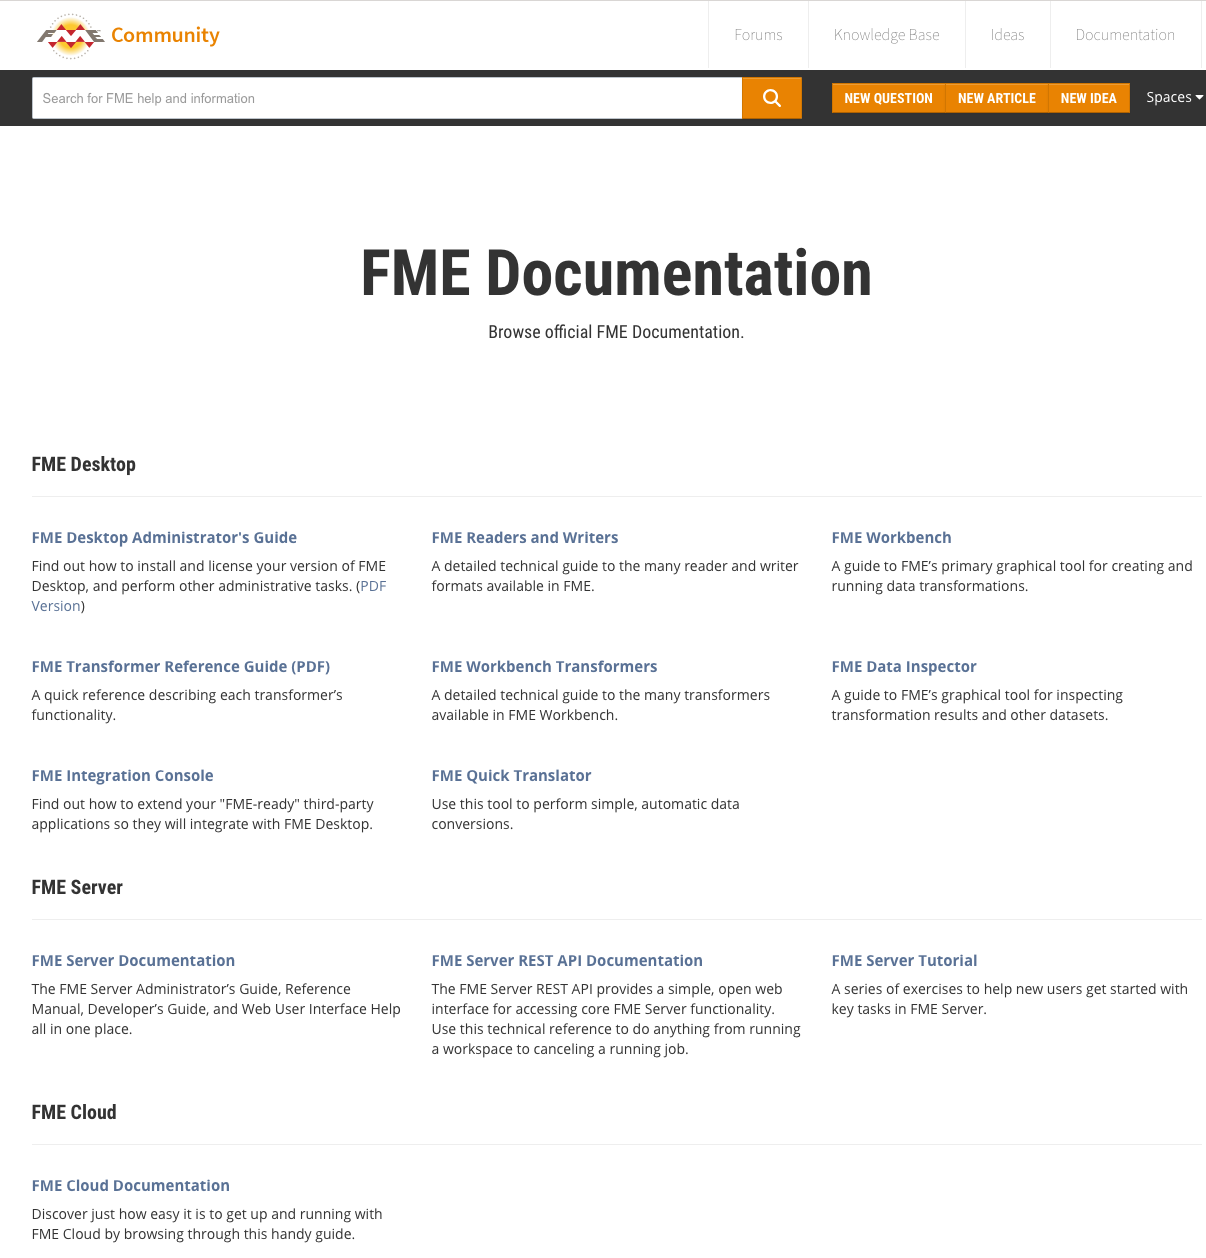 FME Community
Forums
Knowledge Base
Ideas
Documentation
Search for FME help and information
NEW QUESTION
NEW ARTICLE
NEW IDEA
Spaces
FME Documentation
Browse official FME Documentation.
FME Desktop
FME Desktop Administrator's Guide
Find out how to install and license your version of FME
Desktop, and perform other administrative tasks. (PDF
Version)
FME Readers and Writers
A detailed technical guide to the many reader and writer
formats available in FME.
FME Workbench
A guide to FME’s primary graphical tool for creating and
running data transformations.
FME Transformer Reference Guide (PDF)
A quick reference describing each transformer’s
functionality.
FME Workbench Transformers
A detailed technical guide to the many transformers
available in FME Workbench.
FME Data Inspector
A guide to FME’s graphical tool for inspecting
transformation results and other datasets.
FME Integration Console
Find out how to extend your "FME-ready" third-party
applications so they will integrate with FME Desktop.
FME Quick Translator
Use this tool to perform simple, automatic data
conversions.
FME Server
FME Server Documentation
The FME Server Administrator’s Guide, Reference
Manual, Developer’s Guide, and Web User Interface Help
all in one place.
FME Server REST API Documentation
The FME Server REST API provides a simple, open web
interface for accessing core FME Server functionality.
Use this technical reference to do anything from running
a workspace to canceling a running job.
FME Server Tutorial
A series of exercises to help new users get started with
key tasks in FME Server.
FME Cloud
FME Cloud Documentation
Discover just how easy it is to get up and running with
FME Cloud by browsing through this handy guide.